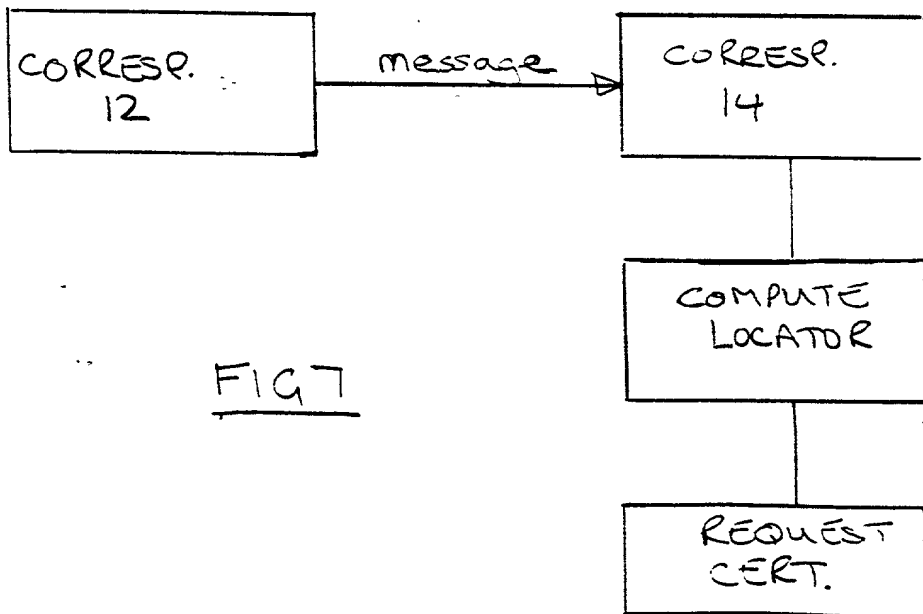 CORRESP.
12
message
CORRESP.
14
COMPUTE
LOCATOR
FIG 7
REQUEST
CERT.